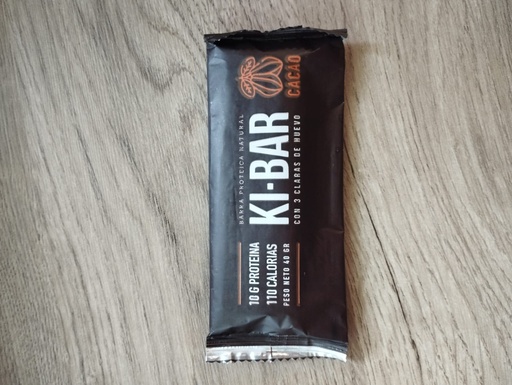 BARRA PROTEICA NATURAL
KI·BAR
CON 3 CLARAS DE HUEVO
CACAO
10 G PROTEINA
110 CALORIAS
PESO NETO 40 GR